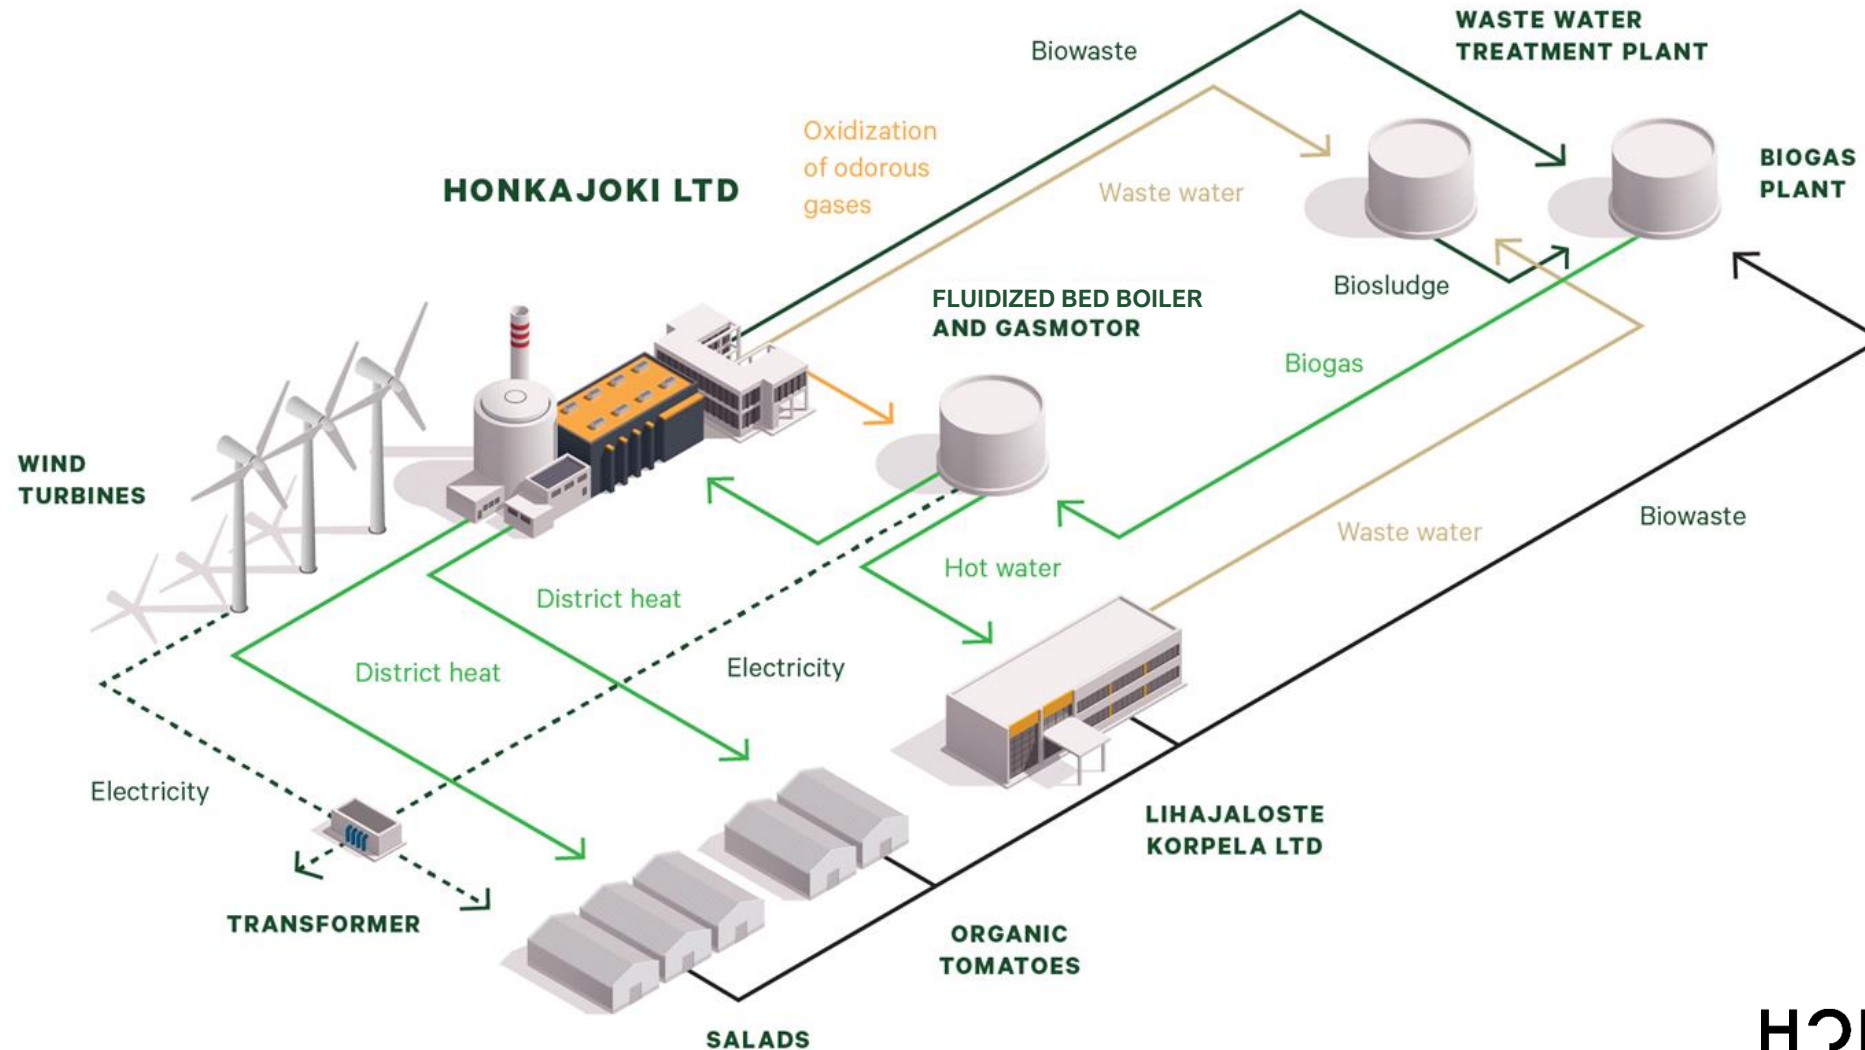 WASTE WATER
TREATMENT PLANT
Biowaste
Oxidization
of odorous
gases
BIOGAS
PLANT
HONKAJOKI LTD
Waste water
Biosludge
FLUIDIZED BED BOILER
AND GASMOTOR
Biogas
WIND
TURBINES
Biowaste
Waste water
Hot water
District heat
Electricity
District heat
Electricity
LIHAJALOSTE
KORPELA LTD
TRANSFORMER
ORGANIC
TOMATOES
SALADS